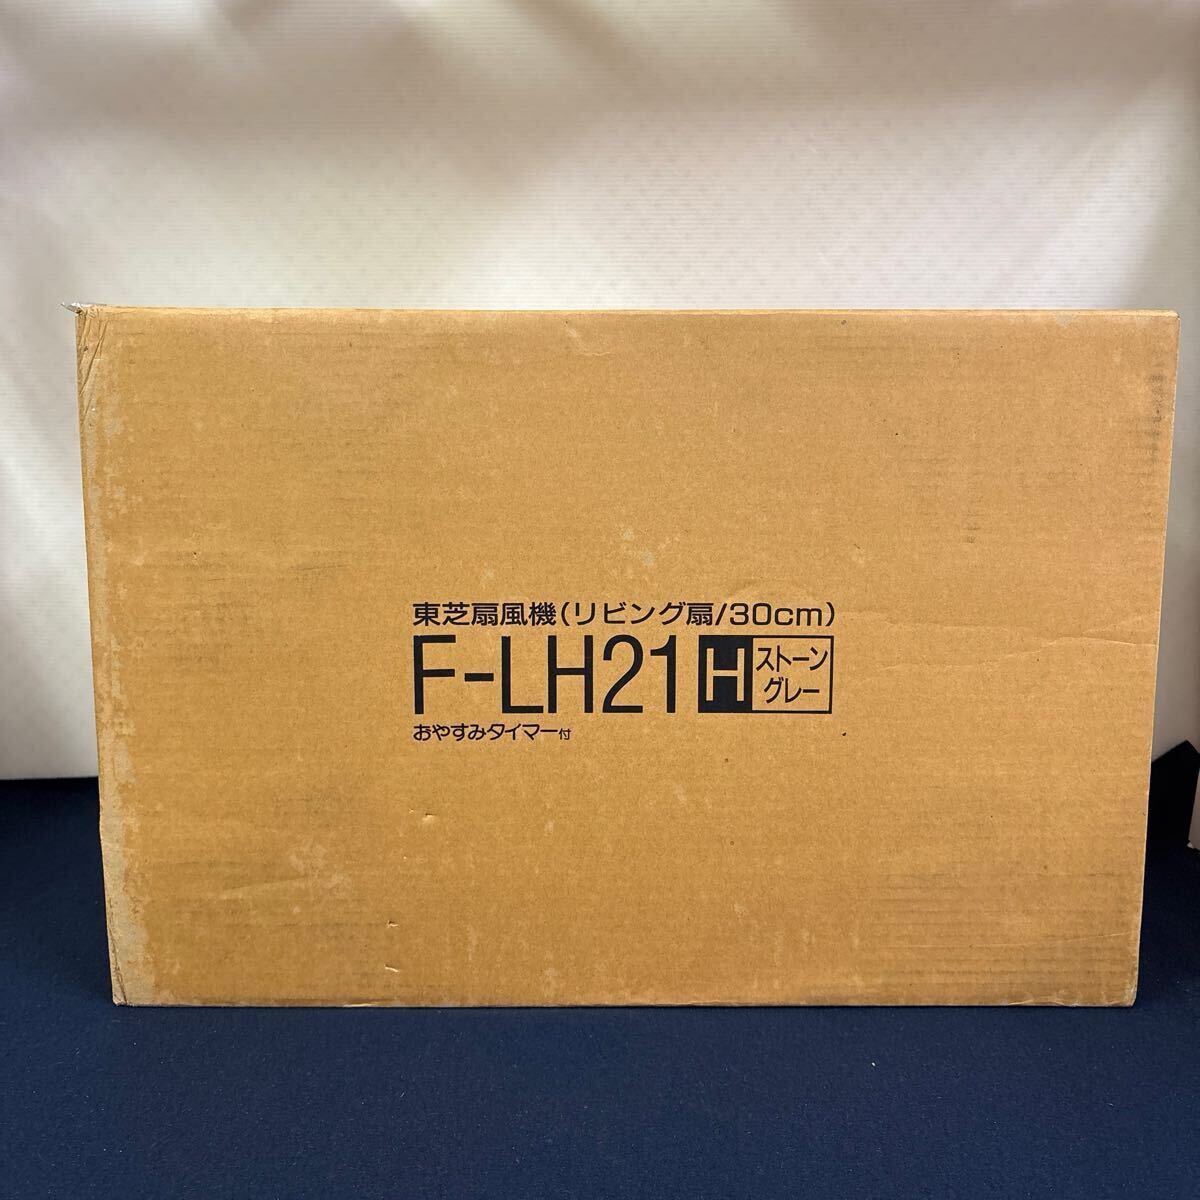 東芝扇風機(リビング扇/30cm)
F-LH21 H ストーン
グレー
おやすみタイマー付